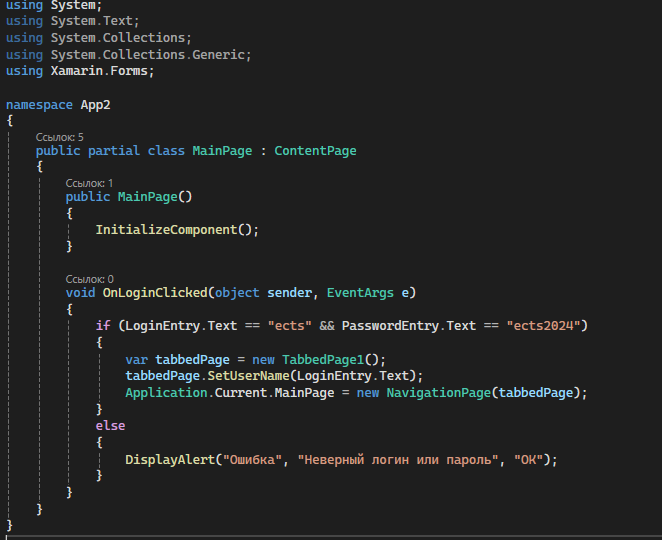 using System;
using System.Text;
using System.Collections;
using System.Collections.Generic;
using Xamarin.Forms;

namespace App2
{
    Ссылок: 5
    public partial class MainPage : ContentPage
    {
        Ссылок: 1
        public MainPage()
        {
            InitializeComponent();
        }

        Ссылок: 0
        void OnLoginClicked(object sender, EventArgs e)
        {
            if (LoginEntry.Text == "ects" && PasswordEntry.Text == "ects2024")
            {
                var tabbedPage = new TabbedPage1();
                tabbedPage.SetUserName(LoginEntry.Text);
                Application.Current.MainPage = new NavigationPage(tabbedPage);
            }
            else
            {
                DisplayAlert("Ошибка", "Неверный логин или пароль", "ОК");
            }
        }
    }
}